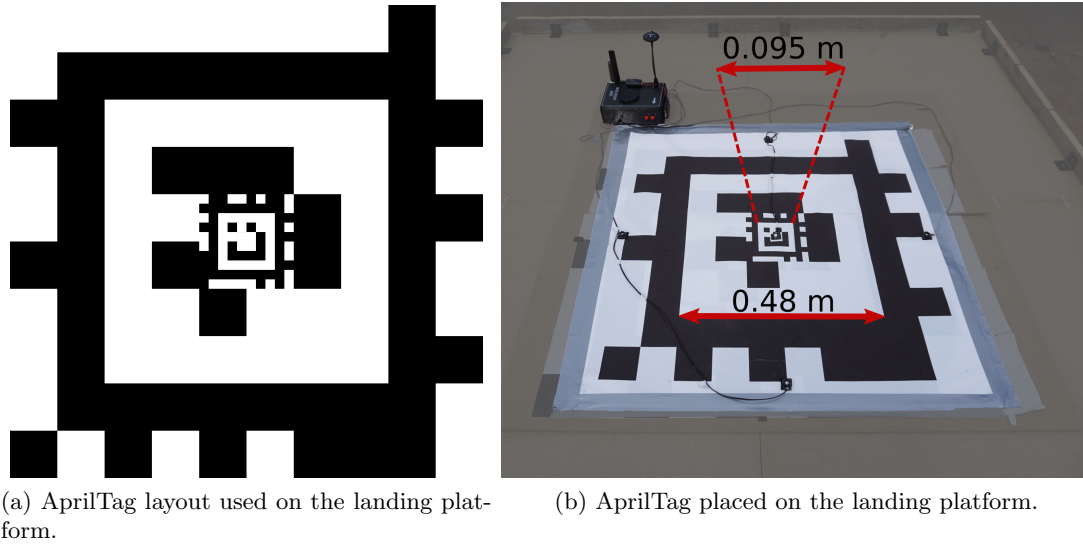 0.095 m
0.48 m
(a) AprilTag layout used on the landing plat-
form.
(b) AprilTag placed on the landing platform.